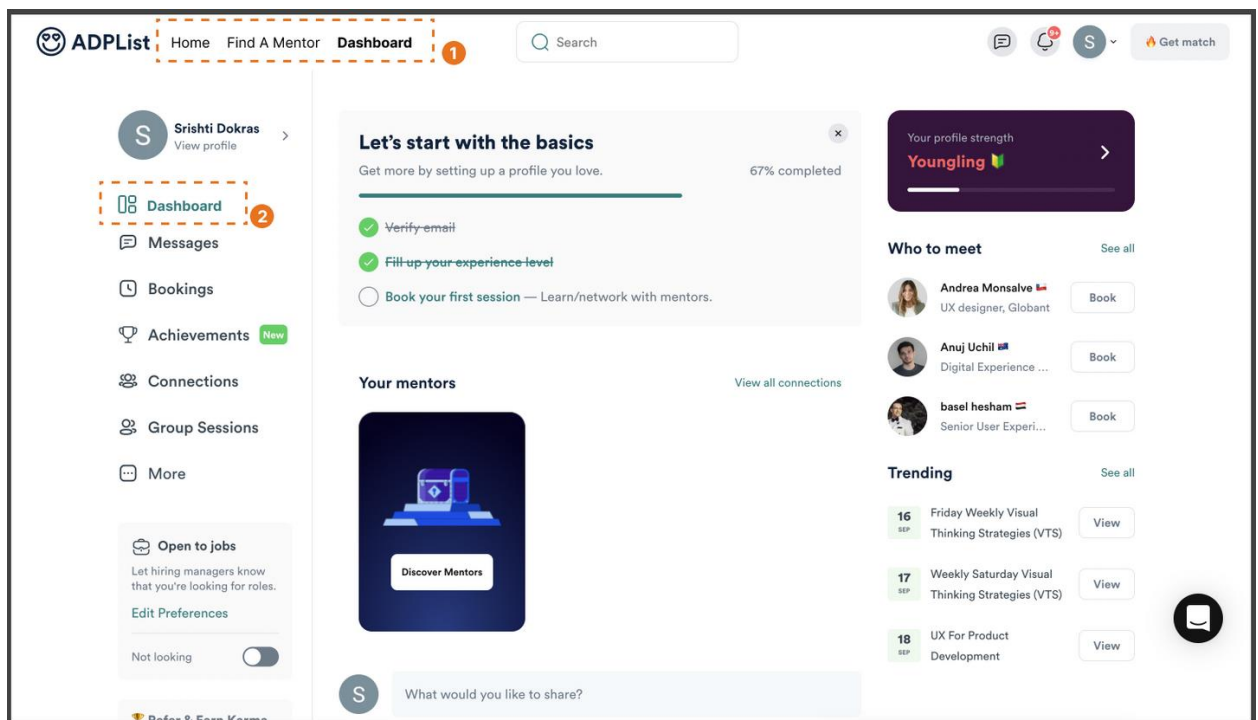 ADPList Home Find A Mentor Dashboard 1 Search 9+ S Get match
S Srishti Dokras
View profile
Dashboard 2
Messages
Bookings
Achievements New
Connections
Group Sessions
More
Open to jobs
Let hiring managers know
that you're looking for roles.
Edit Preferences
Not looking
Refer & Earn Karma
Let's start with the basics
Get more by setting up a profile you love. 67% completed
Verify email
Fill up your experience level
Book your first session — Learn/network with mentors.
Your mentors View all connections
Discover Mentors
S What would you like to share?
Your profile strength
Youngling
Who to meet See all
Andrea Monsalve
UX designer, Globant Book
Anuj Uchil
Digital Experience ... Book
basel hesham
Senior User Experi... Book
Trending See all
16 SEP Friday Weekly Visual
Thinking Strategies (VTS) View
17 SEP Weekly Saturday Visual
Thinking Strategies (VTS) View
18 SEP UX For Product
Development View